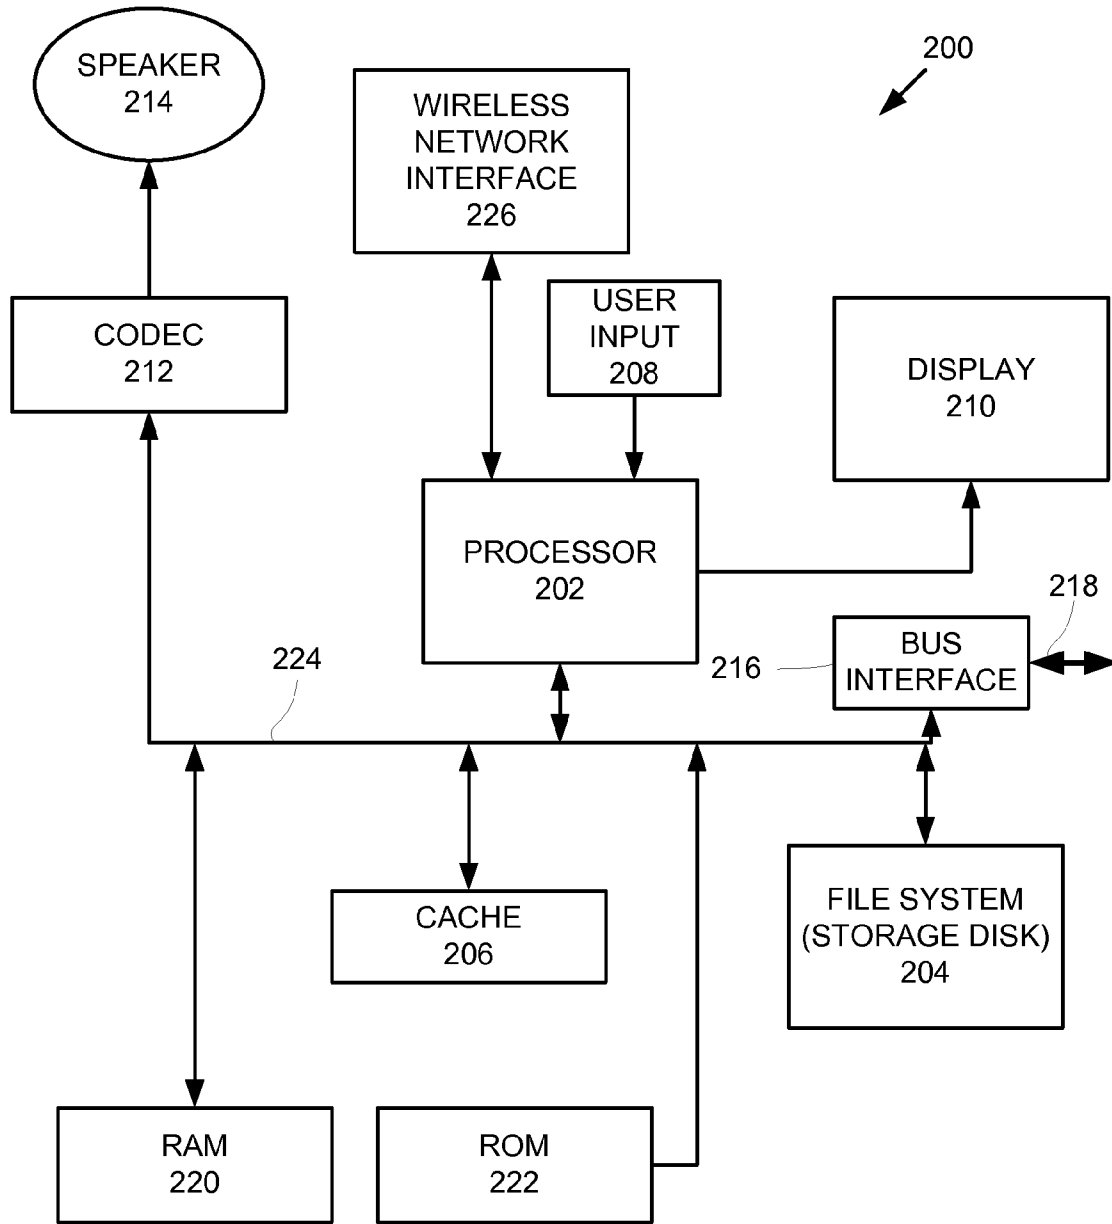 SPEAKER
214
200
WIRELESS
NETWORK
INTERFACE
226
USER
INPUT
208
CODEC
212
DISPLAY
210
PROCESSOR
202
218
BUS
INTERFACE
216
224
FILE SYSTEM
(STORAGE DISK)
204
CACHE
206
RAM
220
ROM
222